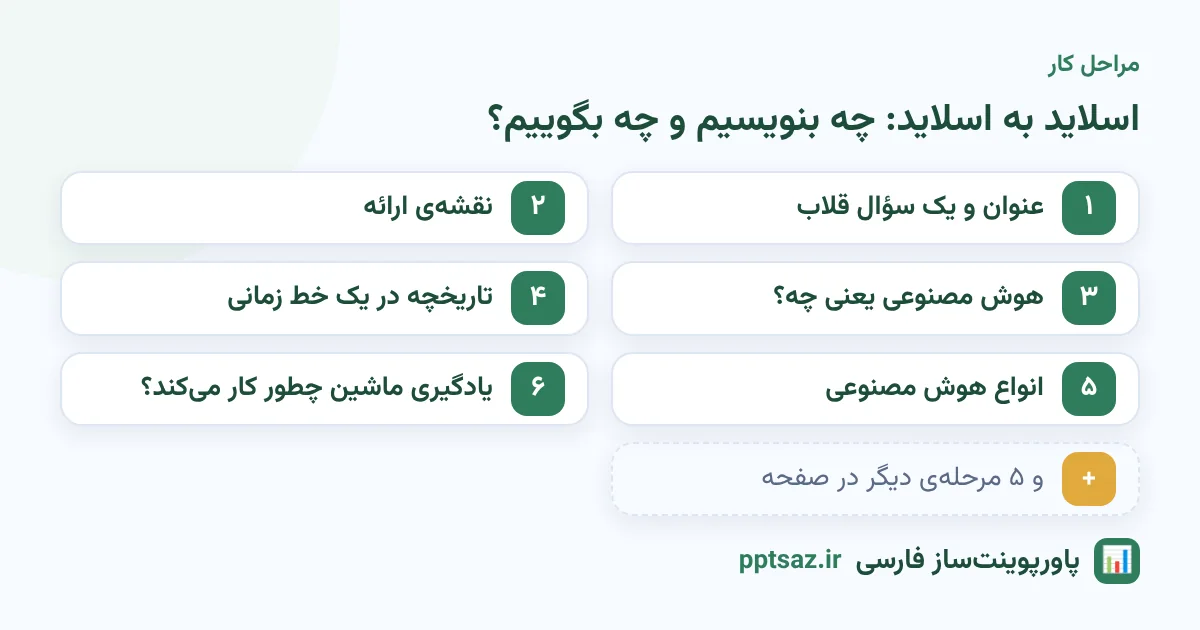 مراحل کار
اسلاید به اسلاید: چه بنویسیم و چه بگوییم؟
۱ عنوان و یک سؤال قلاب
۲ نقشه‌ی ارائه
۳ هوش مصنوعی یعنی چه؟
۴ تاریخچه در یک خط زمانی
۵ انواع هوش مصنوعی
۶ یادگیری ماشین چطور کار می‌کند؟
+ و ۵ مرحله‌ی دیگر در صفحه
پاورپوینت‌ساز فارسی pptsaz.ir